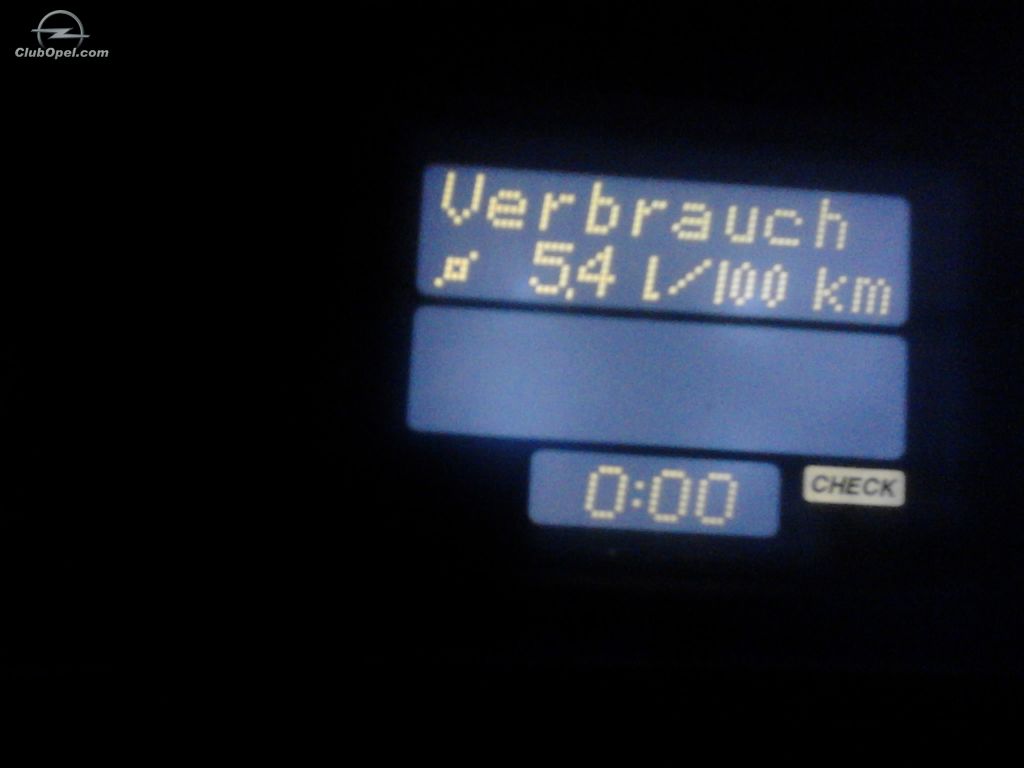 ClubOpel.com
Verbrauch
ø 5,4 l/100 km
0:00 CHECK